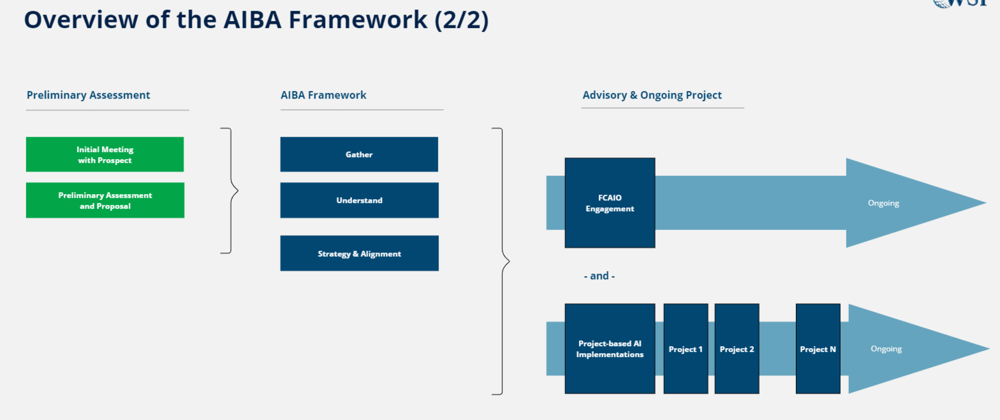 Overview of the AIBA Framework (2/2)
WSI
Preliminary Assessment
AIBA Framework
Advisory & Ongoing Project
Initial Meeting
with Prospect
Preliminary Assessment
and Proposal
Gather
Understand
Strategy & Alignment
FCAIO
Engagement
Ongoing
- and -
Project-based AI
Implementations
Project 1
Project 2
Project N
Ongoing